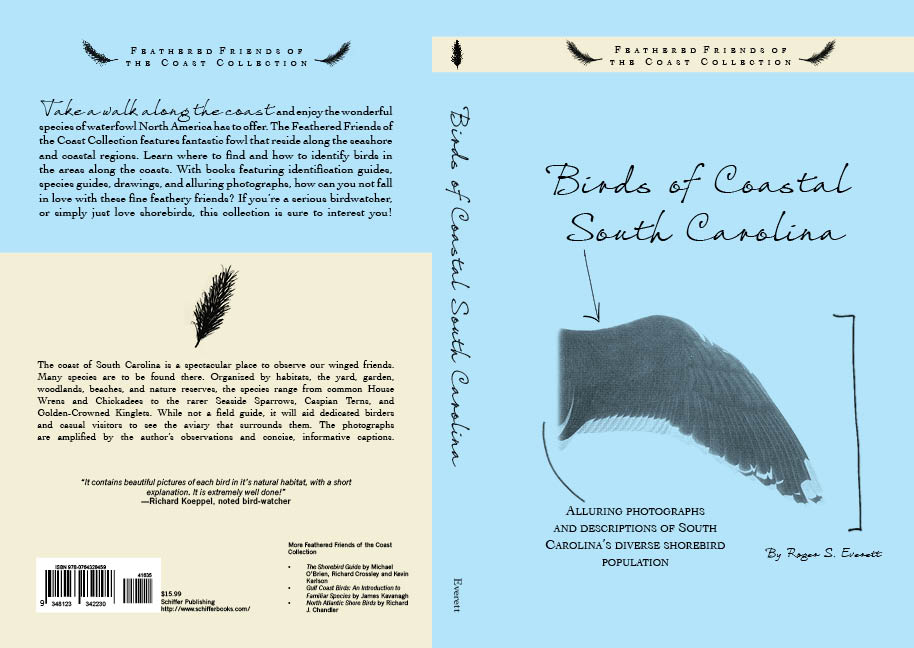 Feathered Friends of
the Coast Collection
Take a walk along the coast and enjoy the wonderful
species of waterfowl North America has to offer. The Feathered Friends of
the Coast Collection features fantastic fowl that reside along the seashore
and coastal regions. Learn where to find and how to identify birds in
the areas along the coasts. With books featuring identification guides,
species guides, drawings, and alluring photographs, how can you not fall
in love with these fine feathery friends? If you're a serious birdwatcher,
or simply just love shorebirds, this collection is sure to interest you!
The coast of South Carolina is a spectacular place to observe our winged friends.
Many species are to be found there. Organized by habitats, the yard, garden,
woodlands, beaches, and nature reserves, the species range from common House
Wrens and Chickadees to the rarer Seaside Sparrows, Caspian Terns, and
Golden-Crowned Kinglets. While not a field guide, it will aid dedicated birders
and casual visitors to see the aviary that surrounds them. The photographs
are amplified by the author's observations and concise, informative captions.
"It contains beautiful pictures of each bird in it's natural habitat, with a short
explanation. It is extremely well done!"
—Richard Koeppel, noted bird-watcher
ISBN 978-0764328459
41635
9 348123 342230
$15.99
Schiffer Publishing
http://www.schifferbooks.com/
More Feathered Friends of the Coast
Collection
• The Shorebird Guide by Michael
O'Brien, Richard Crossley and Kevin
Karlson
• Gulf Coast Birds: An Introduction to
Familiar Species by James Kavanagh
• North Atlantic Shore Birds by Richard
J. Chandler
Birds of Coastal South Carolina
Everett
Feathered Friends of
the Coast Collection
Birds of Coastal
South Carolina
Alluring photographs
and descriptions of South
Carolina's diverse shorebird
population
By Roger S. Everett